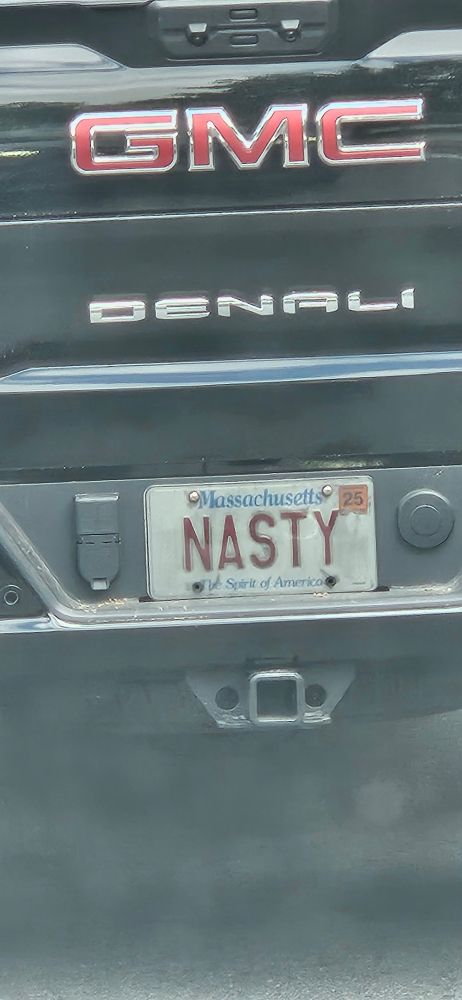 GMC
DENALI
Massachusetts 25
NASTY
The Spirit of America